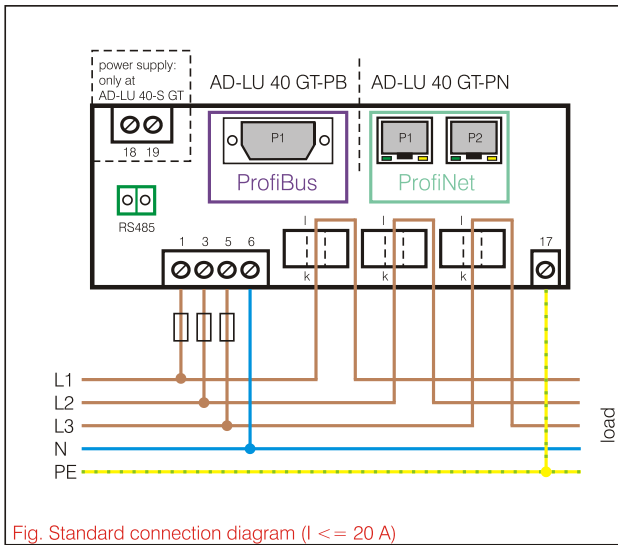 power supply:
only at
AD-LU 40-S GT
AD-LU 40 GT-PB
AD-LU 40 GT-PN
18 19
P1
ProfiBus
P1 P2
ProfiNet
RS485
1 3 5 6
l l l
k k k
17
L1
L2
L3
N
PE
load
Fig. Standard connection diagram (I <= 20 A)